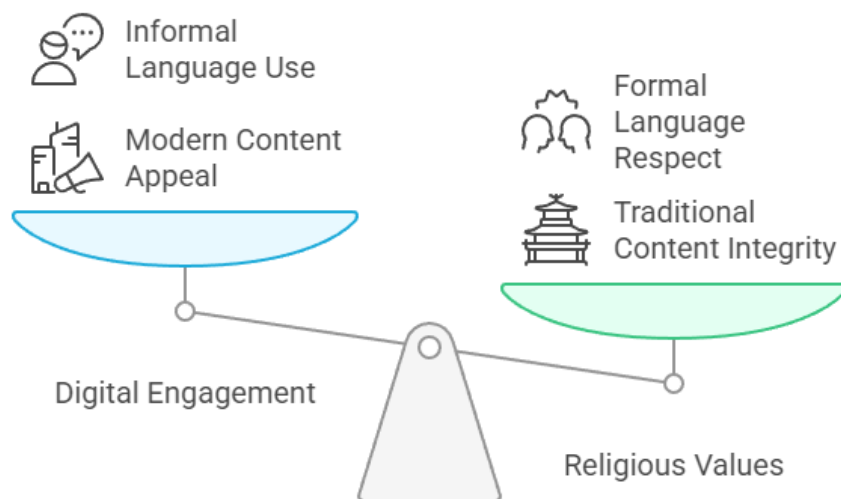 Informal
Language Use
Modern Content
Appeal
Digital Engagement
Formal
Language
Respect
Traditional
Content Integrity
Religious Values